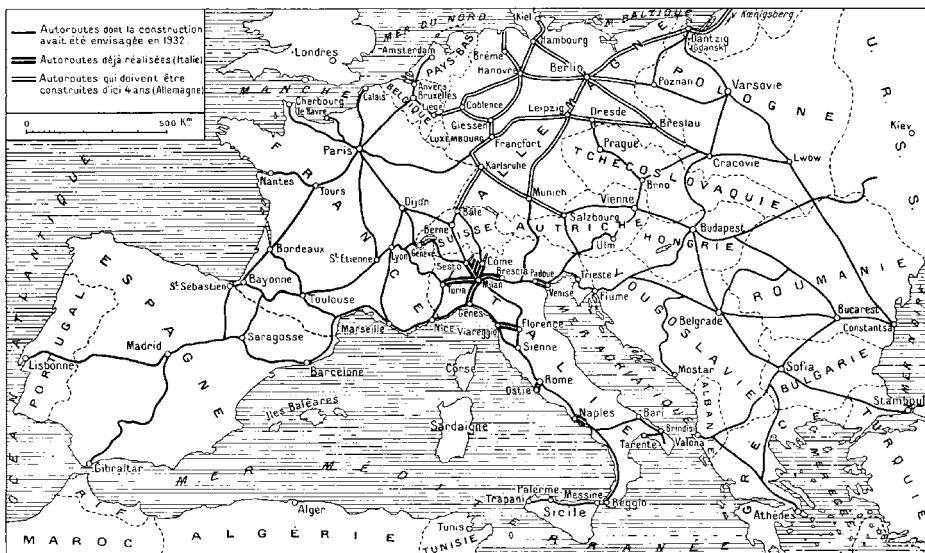 Autoroutes dont la construction
avait été envisagée en 1932.
Autoroutes déjà réalisées (Italie)
Autoroutes qui doivent être
construites d'ici 4 ans (Allemagne)
0 500 Km
MER DU NORD
Kiel
BALTIQUE
v. Kœnigsberg
Londres
Amsterdam
PAYS-BAS
Brême
Hambourg
Dantzig
(Gdansk)
U.R.S.S.
Hanovre
Berlin
MANCHE
Calais
Anvers
Bruxelles
BELGIQUE
Liège
Poznan
Varsovie
POLOGNE
Cherbourg
Le Havre
Coblence
Leipzig
Dresde
Giessen
Breslau
Kiev
LUXEMBOURG
Francfort
ALLEMAGNE
Paris
Prague
Cracovie
Lwow
Karlsruhe
TCHECOSLOVAQUIE
Brno
Nantes
Tours
FRANCE
Munich
Vienne
Dijon
Bâle
Salzbourg
Budapest
Berne
SUISSE
AUTRICHE
HONGRIE
Ulm
OCÉAN ATLANTIQUE
Bordeaux
St Etienne
Lyon
Genève
Sesto
Côme
Brescia
Padoue
Trieste
ROUMANIE
Turin
Milan
Venise
Fiume
St Sébastien
Bayonne
Toulouse
Gênes
YOUGOSLAVIE
Belgrade
Bucarest
Constantsa
Marseille
Nice
Viareggio
Florence
Sienne
MER ADRIATIQUE
ESPAGNE
PORTUGAL
Madrid
Saragosse
Lisbonne
Barcelone
Corse
ITALIE
Mostar
Sofia
BULGARIE
MER
Rome
Ostie
ALBANIE
Stamboul
Iles Baléares
Sardaigne
Naples
Bari
Brindisi
Tarente
Valona
GRECE
TURQUIE
Gibraltar
Palerme
Trapani
Messine
Reggio
Sicile
Athènes
Alger
Tunis
MAROC
ALGÉRIE
TUNISIE